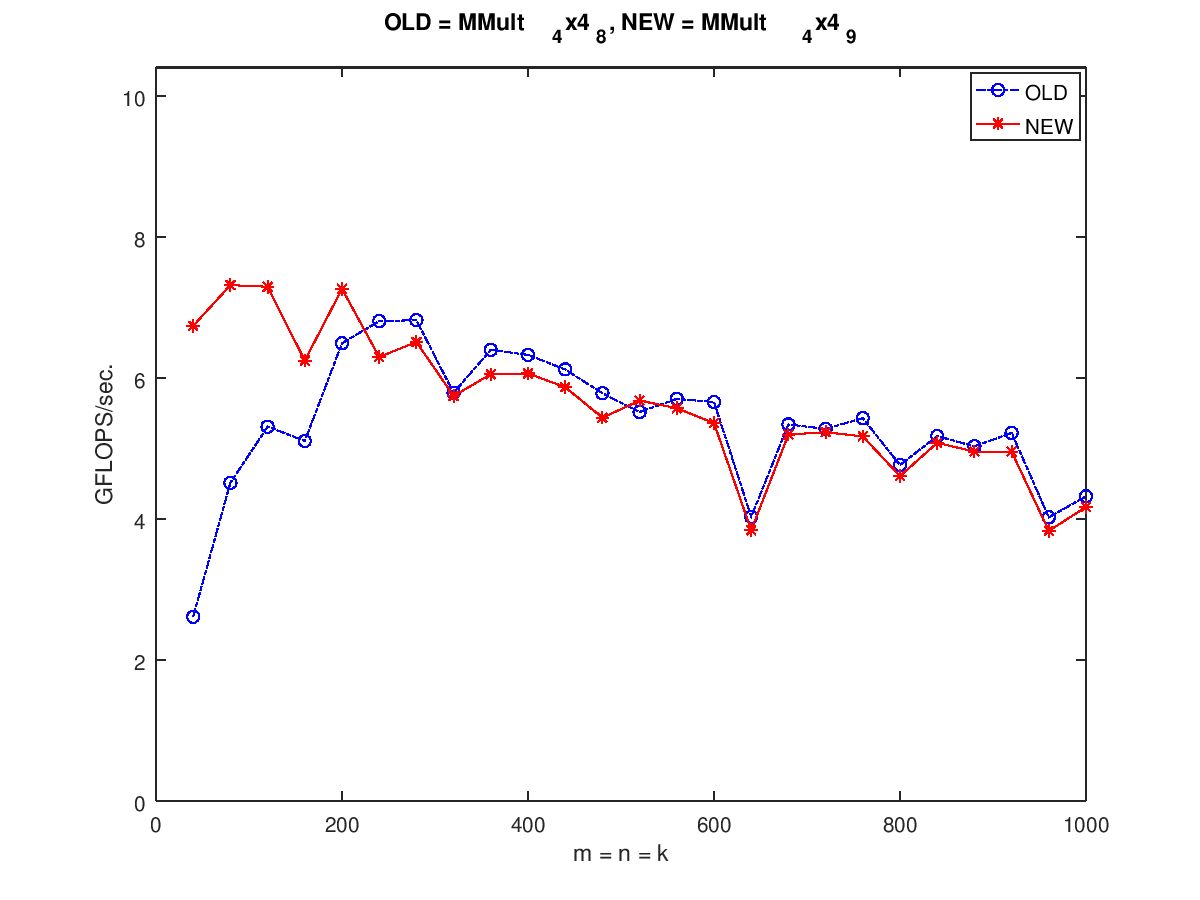 OLD = MMult 4x4 8, NEW = MMult 4x4 9
OLD
NEW
10
8
6
4
2
0
GFLOPS/sec.
0 200 400 600 800 1000
m = n = k